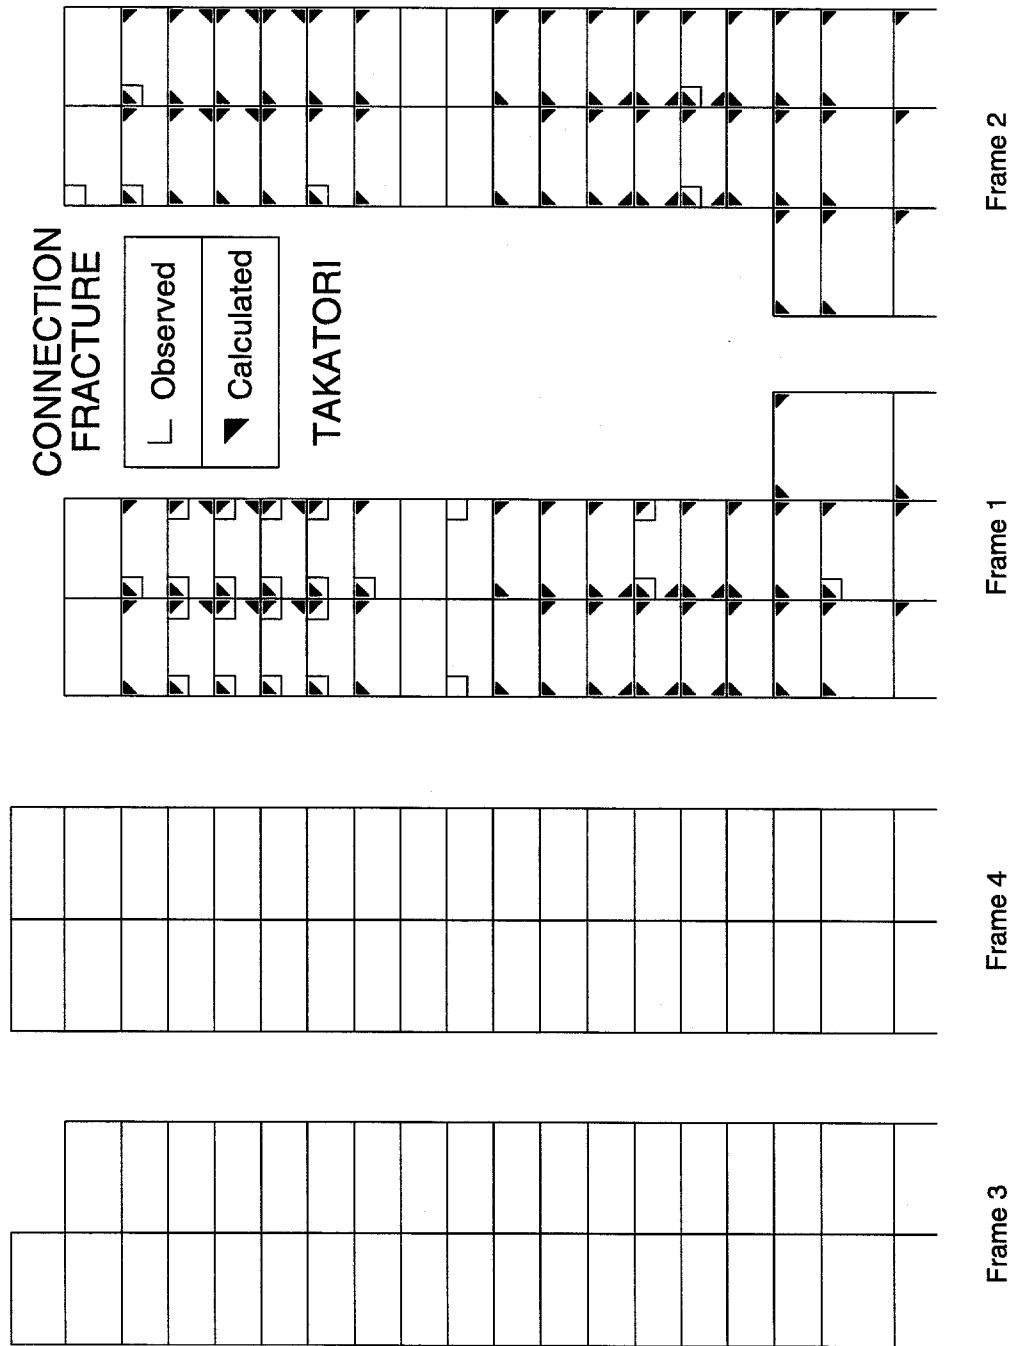 CONNECTION
FRACTURE
Observed
Calculated
TAKATORI
Frame 3
Frame 4
Frame 1
Frame 2